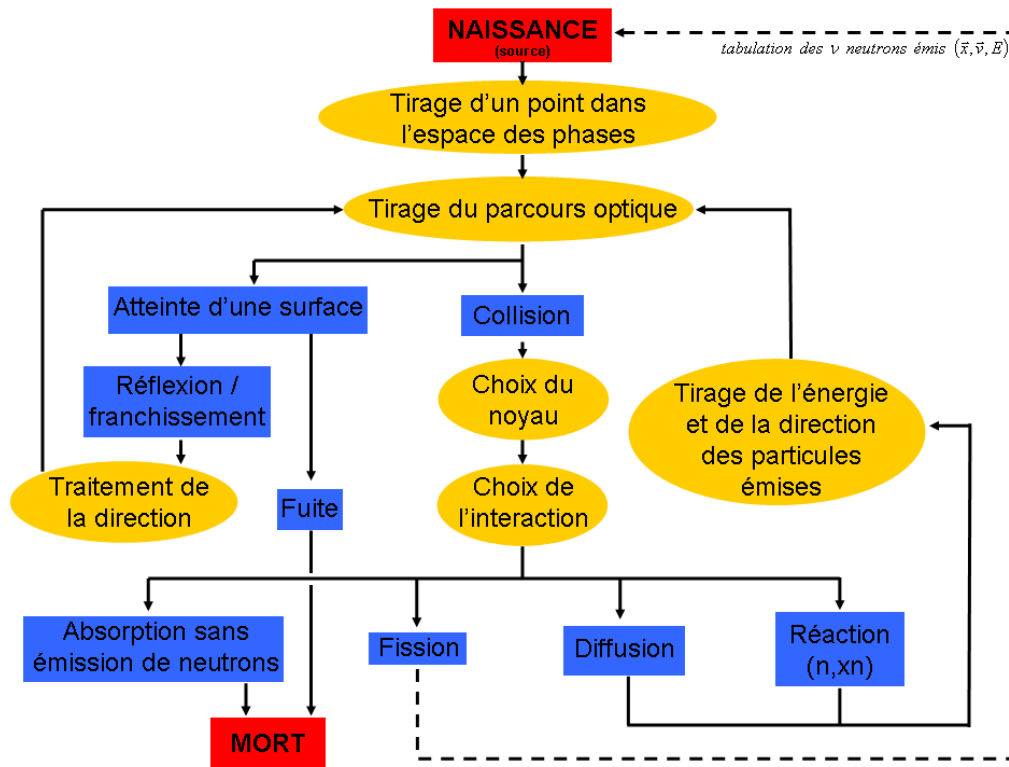 NAISSANCE
(source)
tabulation des ν neutrons émis (x⃗,v⃗,E)
Tirage d’un point dans
l’espace des phases
Tirage du parcours optique
Atteinte d’une surface
Collision
Réflexion /
franchissement
Choix du
noyau
Tirage de l’énergie
et de la direction
des particules
émises
Traitement de
la direction
Fuite
Choix de
l’interaction
Absorption sans
émission de neutrons
Fission
Diffusion
Réaction
(n,xn)
MORT